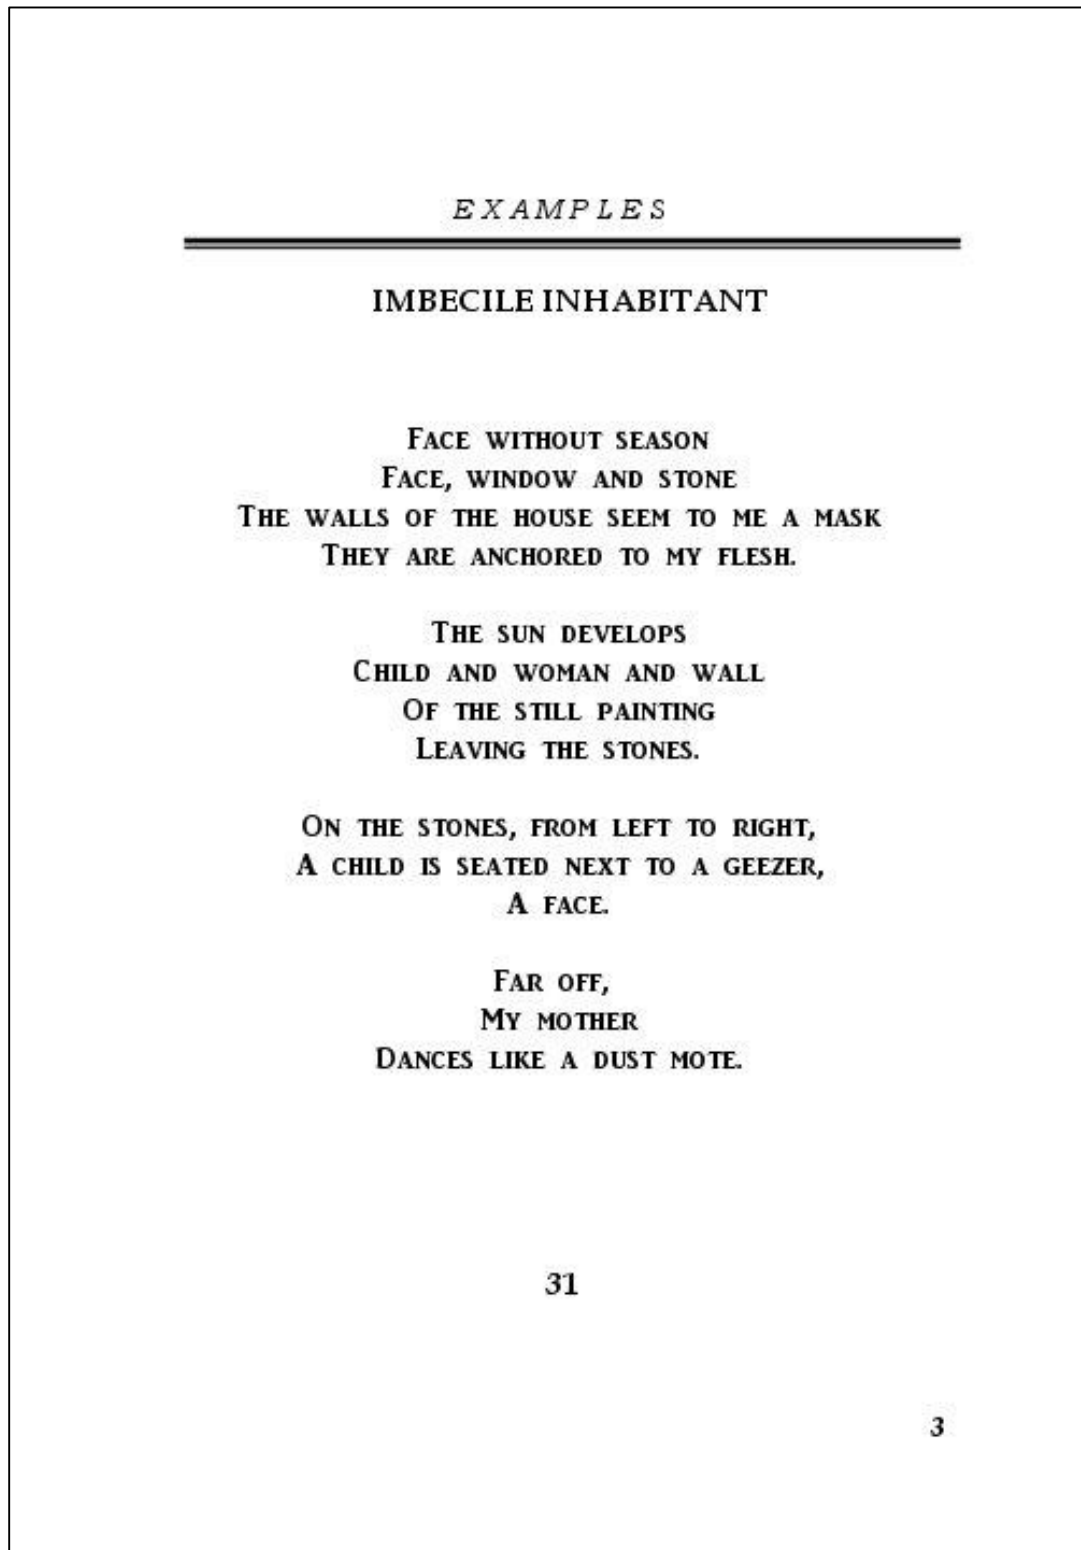 EXAMPLES
IMBECILE INHABITANT
FACE WITHOUT SEASON
FACE, WINDOW AND STONE
THE WALLS OF THE HOUSE SEEM TO ME A MASK
THEY ARE ANCHORED TO MY FLESH.
THE SUN DEVELOPS
CHILD AND WOMAN AND WALL
OF THE STILL PAINTING
LEAVING THE STONES.
ON THE STONES, FROM LEFT TO RIGHT,
A CHILD IS SEATED NEXT TO A GEEZER,
A FACE.
FAR OFF,
MY MOTHER
DANCES LIKE A DUST MOTE.
31
3